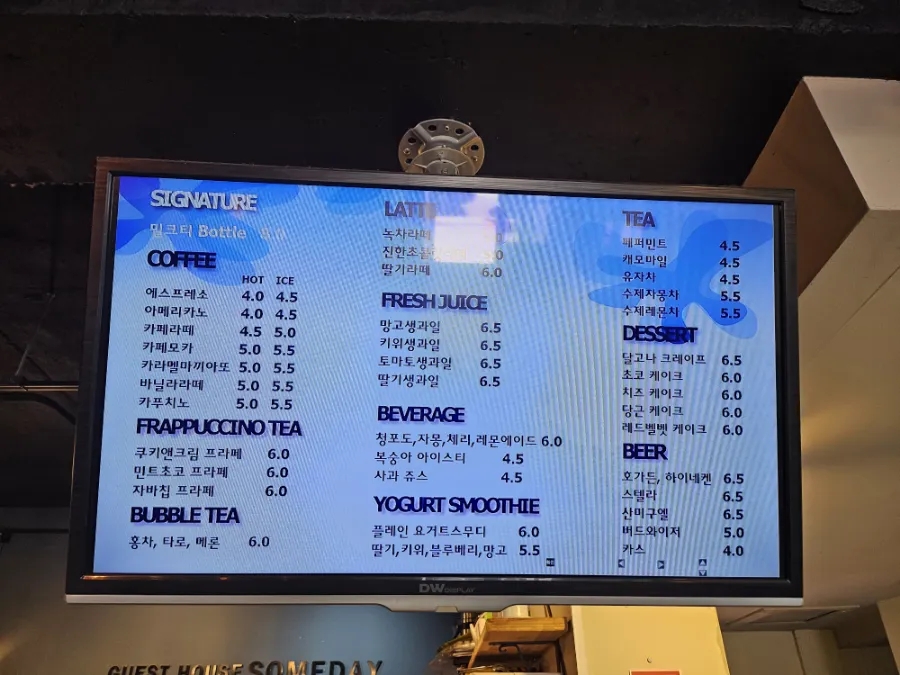 SIGNATURE
밀크티 Bottle 8.0
COFFEE
HOT ICE
에스프레소 4.0 4.5
아메리카노 4.0 4.5
카페라떼 4.5 5.0
카페모카 5.0 5.5
카라멜마끼아또 5.0 5.5
바닐라라떼 5.0 5.5
카푸치노 5.0 5.5
FRAPPUCCINO TEA
쿠키앤크림 프라페 6.0
민트초코 프라페 6.0
자바칩 프라페 6.0
BUBBLE TEA
홍차, 타로, 메론 6.0
LATTE
녹차라떼
진한초콜
딸기라떼 6.0
FRESH JUICE
망고생과일 6.5
키위생과일 6.5
토마토생과일 6.5
딸기생과일 6.5
BEVERAGE
청포도,자몽,체리,레몬에이드 6.0
복숭아 아이스티 4.5
사과 쥬스 4.5
YOGURT SMOOTHIE
플레인 요거트스무디 6.0
딸기,키위,블루베리,망고 5.5
TEA
페퍼민트 4.5
캐모마일 4.5
유자차 4.5
수제자몽차 5.5
수제레몬차 5.5
DESSERT
달고나 크레이프 6.5
초코 케이크 6.0
치즈 케이크 6.0
당근 케이크 6.0
레드벨벳 케이크 6.0
BEER
호가든, 하이네켄 6.5
스텔라 6.5
산미구엘 6.5
버드와이저 5.0
카스 4.0
DW DISPLAY
GUEST HOUSE SOMEDAY